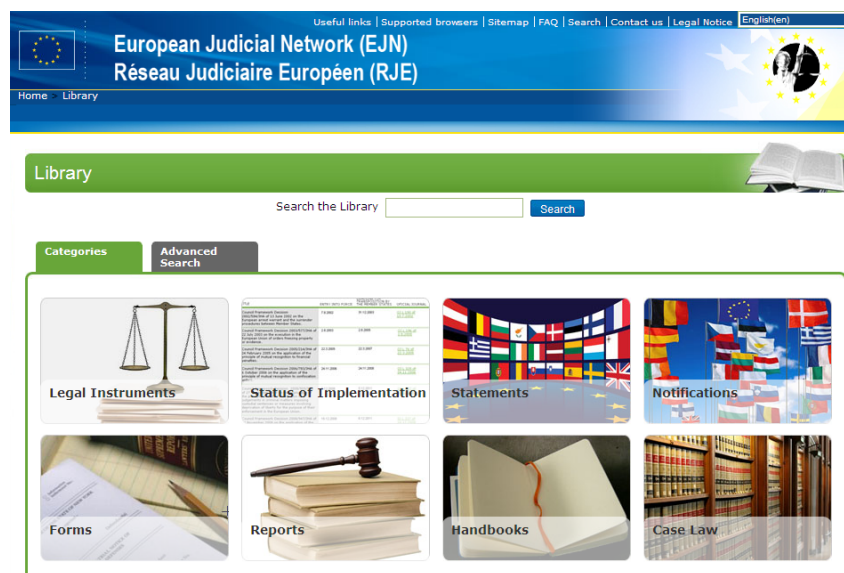 Useful links | Supported browsers | Sitemap | FAQ | Search | Contact us | Legal Notice English(en)
European Judicial Network (EJN)
Réseau Judiciaire Européen (RJE)
Home Library
Library
Search the Library Search
Categories Advanced
Search
Legal Instruments Status of Implementation Statements Notifications
Forms Reports Handbooks Case Law